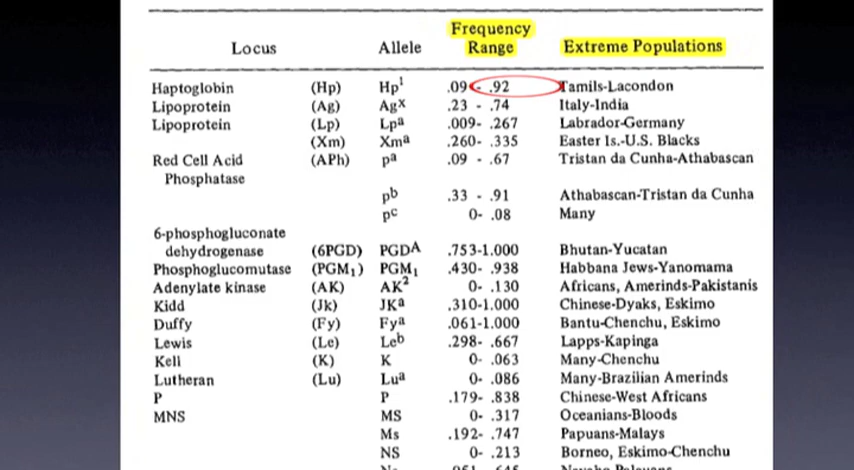 Locus Allele Frequency Range Extreme Populations
Haptoglobin (Hp) Hp¹ .09 - .92 Tamils-Lacondon
Lipoprotein (Ag) Agˣ .23 - .74 Italy-India
Lipoprotein (Lp) Lpᵃ .009- .267 Labrador-Germany
(Xm) Xmᵃ .260- .335 Easter Is.-U.S. Blacks
Red Cell Acid Phosphatase (APh) pᵃ .09 - .67 Tristan da Cunha-Athabascan
pᵇ .33 - .91 Athabascan-Tristan da Cunha
pᶜ 0- .08 Many
6-phosphogluconate
dehydrogenase (6PGD) PGDᴬ .753-1.000 Bhutan-Yucatan
Phosphoglucomutase (PGM₁) PGM₁ .430- .938 Habbana Jews-Yanomama
Adenylate kinase (AK) AK² 0- .130 Africans, Amerinds-Pakistanis
Kidd (Jk) JKᵃ .310-1.000 Chinese-Dyaks, Eskimo
Duffy (Fy) Fyᵃ .061-1.000 Bantu-Chenchu, Eskimo
Lewis (Le) Leᵇ .298- .667 Lapps-Kapinga
Kell (K) K 0- .063 Many-Chenchu
Lutheran (Lu) Luᵃ 0- .086 Many-Brazilian Amerinds
P P .179- .838 Chinese-West Africans
MNS MS 0- .317 Oceanians-Bloods
Ms .192- .747 Papuans-Malays
NS 0- .213 Borneo, Eskimo-Chenchu